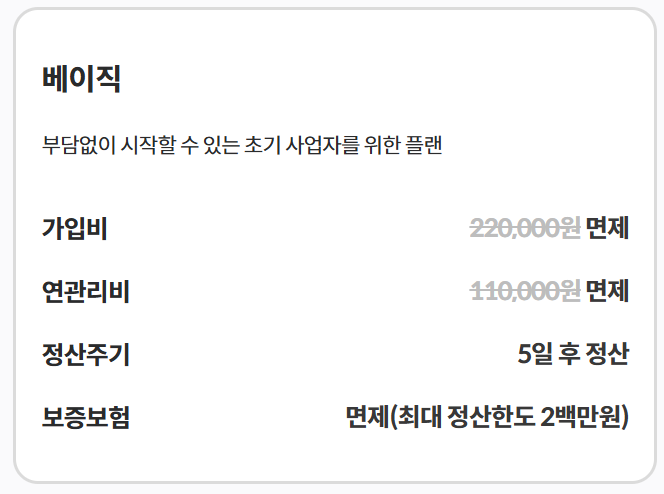 베이직
부담없이 시작할 수 있는 초기 사업자를 위한 플랜
가입비 220,000원 면제
연관리비 110,000원 면제
정산주기 5일 후 정산
보증보험 면제(최대 정산한도 2백만원)